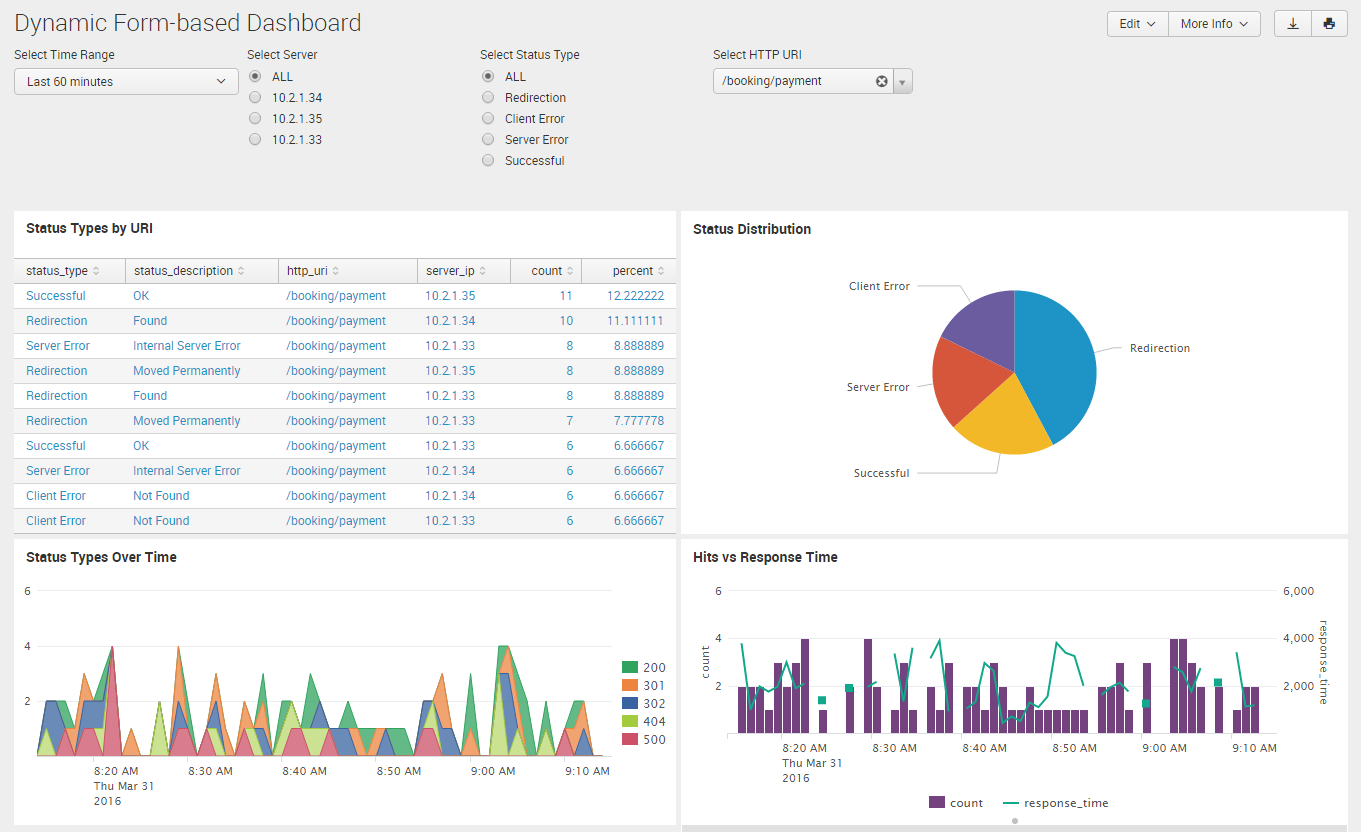 Dynamic Form-based Dashboard
Edit
More Info
Select Time Range
Last 60 minutes
Select Server
ALL
10.2.1.34
10.2.1.35
10.2.1.33
Select Status Type
ALL
Redirection
Client Error
Server Error
Successful
Select HTTP URI
/booking/payment
Status Types by URI
status_type status_description http_uri server_ip count percent
Successful OK /booking/payment 10.2.1.35 11 12.222222
Redirection Found /booking/payment 10.2.1.34 10 11.111111
Server Error Internal Server Error /booking/payment 10.2.1.33 8 8.888889
Redirection Moved Permanently /booking/payment 10.2.1.35 8 8.888889
Redirection Found /booking/payment 10.2.1.33 8 8.888889
Redirection Moved Permanently /booking/payment 10.2.1.33 7 7.777778
Successful OK /booking/payment 10.2.1.33 6 6.666667
Server Error Internal Server Error /booking/payment 10.2.1.34 6 6.666667
Client Error Not Found /booking/payment 10.2.1.34 6 6.666667
Client Error Not Found /booking/payment 10.2.1.33 6 6.666667
Status Distribution
Client Error
Redirection
Server Error
Successful
Status Types Over Time
6
4
2
8:20 AM 8:30 AM 8:40 AM 8:50 AM 9:00 AM 9:10 AM
Thu Mar 31
2016
200
301
302
404
500
Hits vs Response Time
count
6
4
2
6,000
4,000
2,000
response_time
8:20 AM 8:30 AM 8:40 AM 8:50 AM 9:00 AM 9:10 AM
Thu Mar 31
2016
count response_time